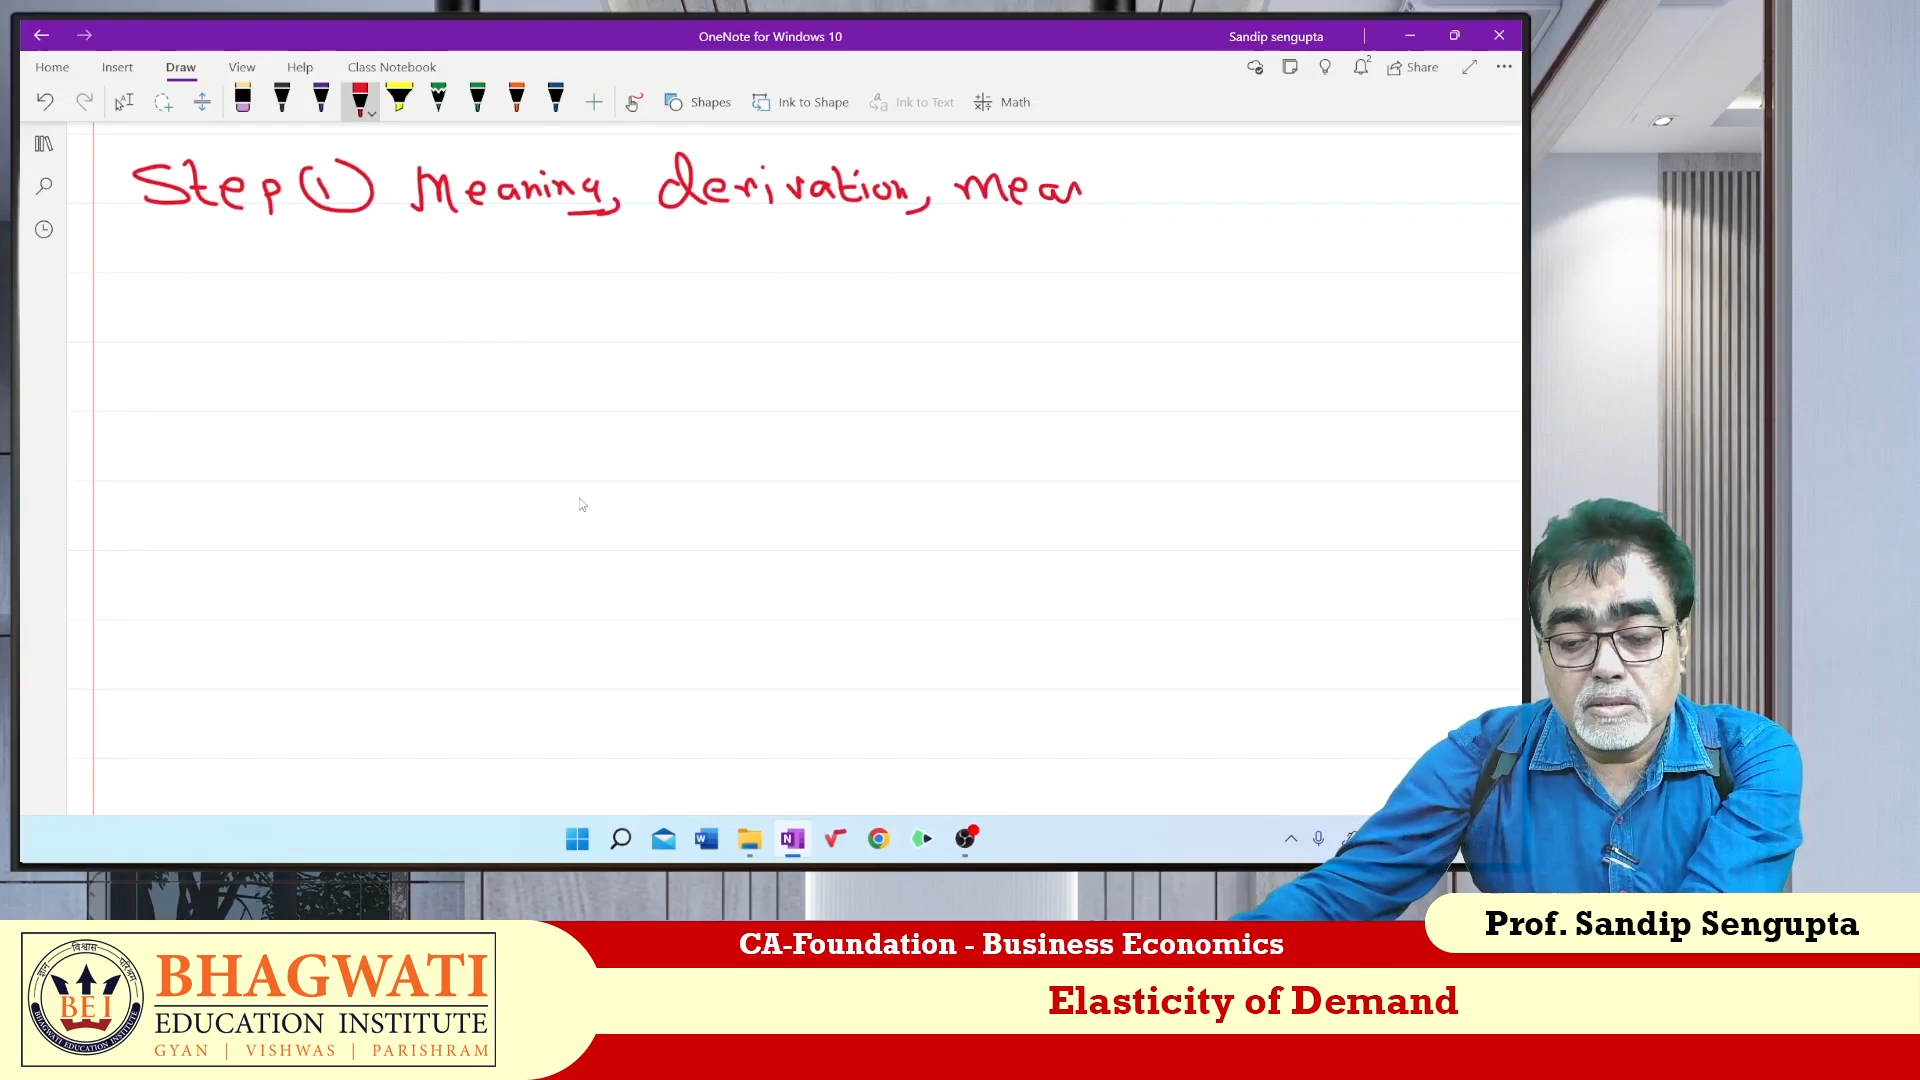 OneNote for Windows 10
Sandip sengupta
Home Insert Draw View Help Class Notebook
2
Share
Shapes Ink to Shape Ink to Text Math
Step ① Meaning, derivation, mean
Prof. Sandip Sengupta
CA-Foundation - Business Economics
Elasticity of Demand
BEI
BHAGWATI
EDUCATION INSTITUTE
GYAN | VISHWAS | PARISHRAM